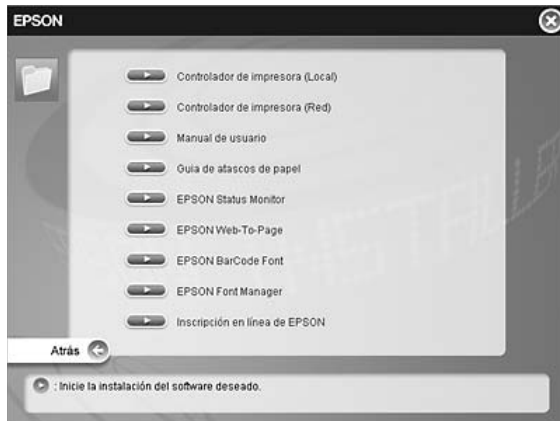 EPSON
Controlador de impresora (Local)
Controlador de impresora (Red)
Manual de usuario
Guia de atascos de papel
EPSON Status Monitor
EPSON Web-To-Page
EPSON BarCode Font
EPSON Font Manager
Inscripción en línea de EPSON
Atrás
: Inicie la instalación del software deseado.